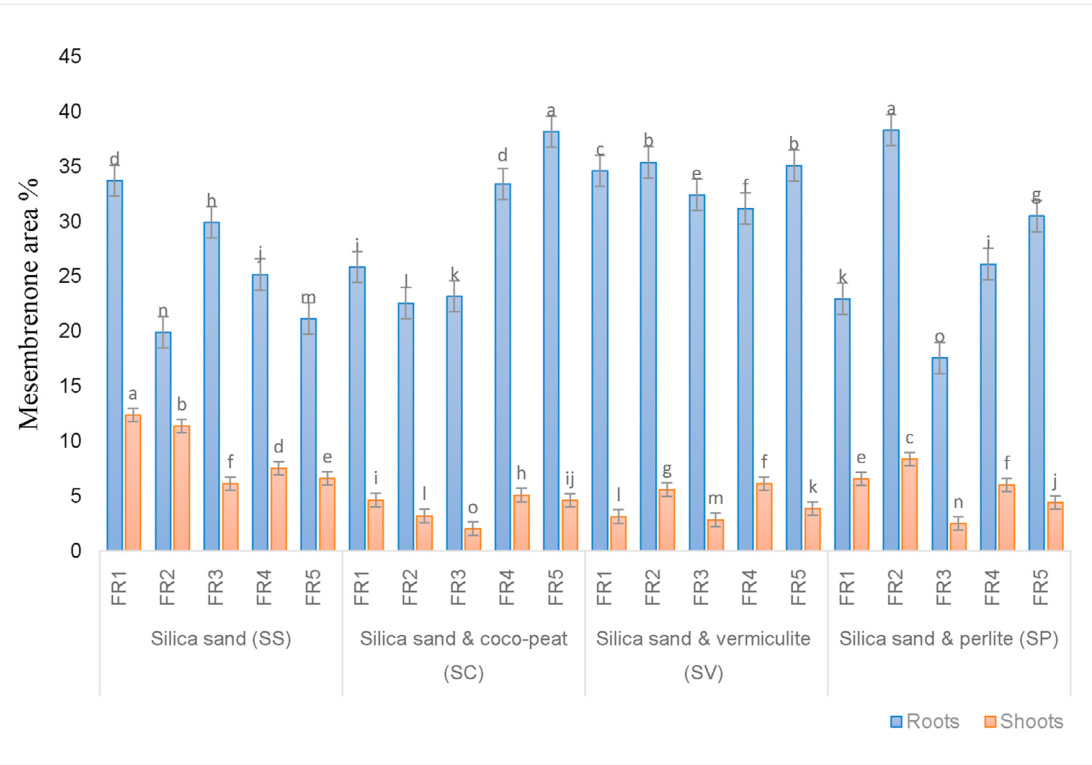 45
40
35
30
25
20
15
10
5
0
Mesembrenone area %
d
n
h
j
m
i
l
k
d
a
c
b
e
f
b
k
a
o
i
g
a
b
f
d
e
i
l
o
h
ij
l
g
m
f
k
e
c
n
f
j
FR1 FR2 FR3 FR4 FR5 FR1 FR2 FR3 FR4 FR5 FR1 FR2 FR3 FR4 FR5 FR1 FR2 FR3 FR4 FR5
Silica sand (SS)
Silica sand & coco-peat
(SC)
Silica sand & vermiculite
(SV)
Silica sand & perlite (SP)
Roots Shoots